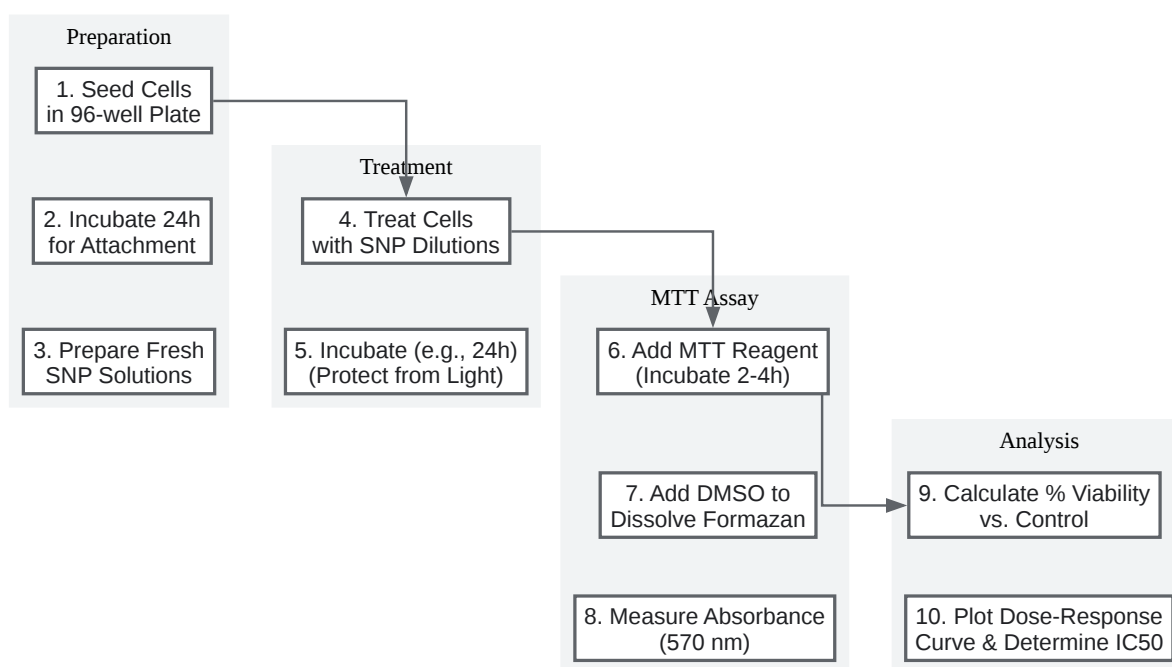 Preparation
1. Seed Cells
in 96-well Plate
2. Incubate 24h
for Attachment
3. Prepare Fresh
SNP Solutions
Treatment
4. Treat Cells
with SNP Dilutions
5. Incubate (e.g., 24h)
(Protect from Light)
MTT Assay
6. Add MTT Reagent
(Incubate 2-4h)
7. Add DMSO to
Dissolve Formazan
8. Measure Absorbance
(570 nm)
Analysis
9. Calculate % Viability
vs. Control
10. Plot Dose-Response
Curve & Determine IC50